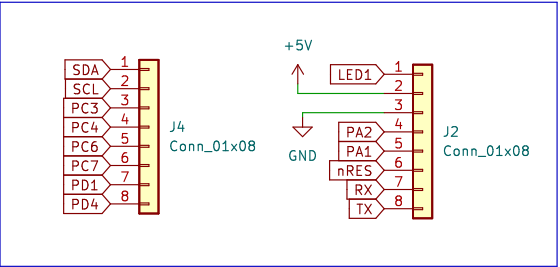 SDA 1
SCL 2
PC3 3
PC4 4
PC6 5
PC7 6
PD1 7
PD4 8
J4
Conn_01x08
+5V
LED1 1
2
3
GND
PA2 4
PA1 5
nRES 6
RX 7
TX 8
J2
Conn_01x08